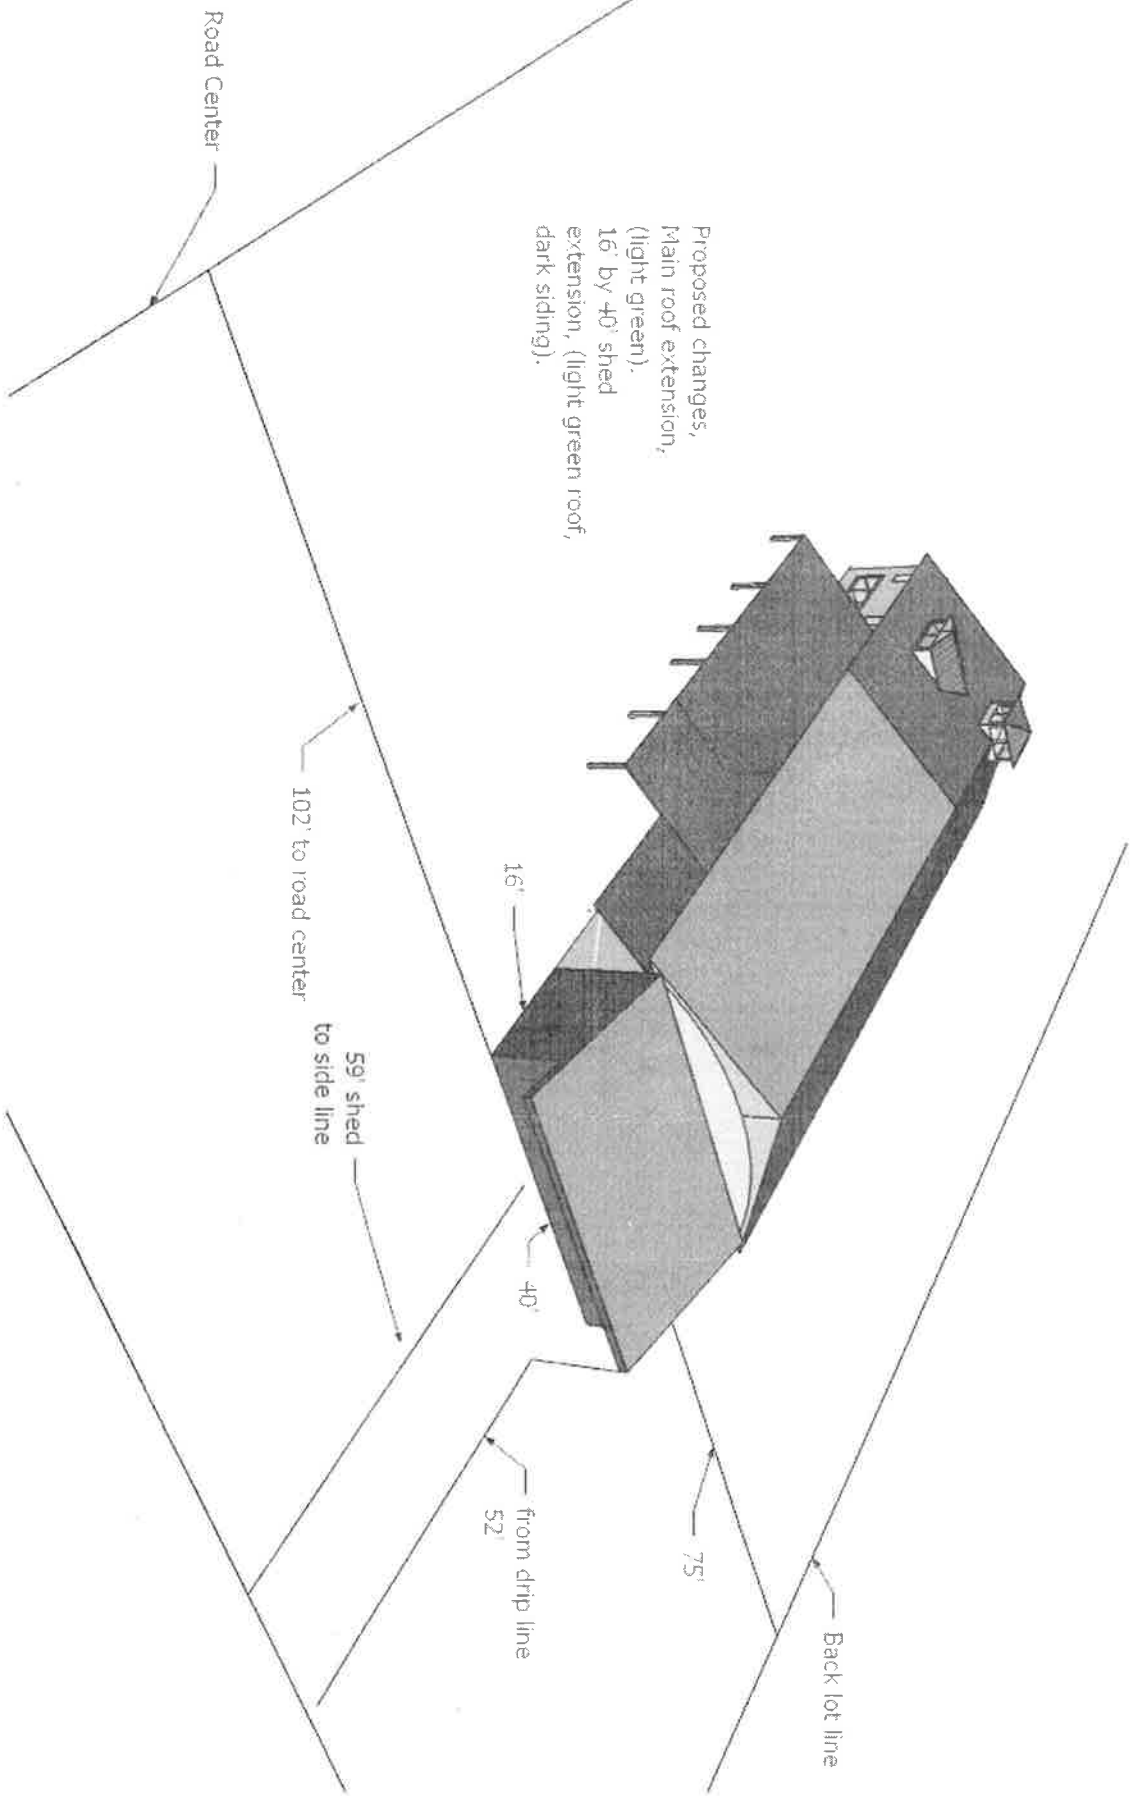 Road Center
Proposed changes,
Main roof extension,
(light green).
16' by 40' shed
extension, (light green roof,
dark siding).
16'
102' to road center
59' shed
to side line
40'
from drip line
52'
75'
Back lot line